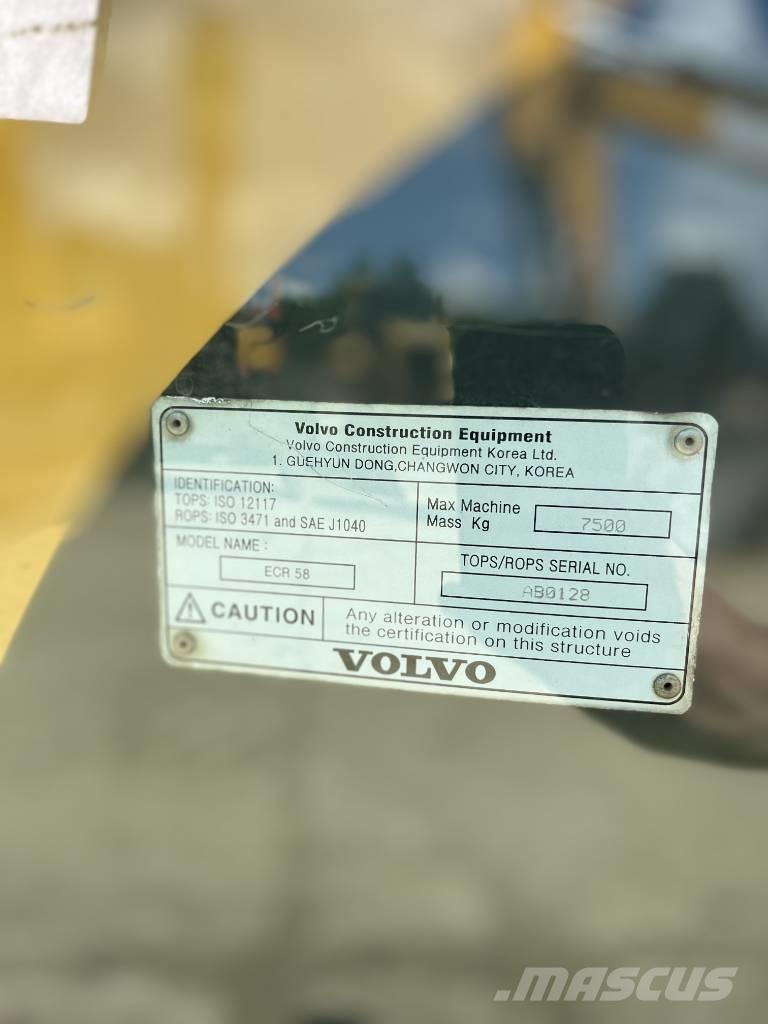 Volvo Construction Equipment
Volvo Construction Equipment Korea Ltd.
1. GUEHYUN DONG,CHANGWON CITY, KOREA
IDENTIFICATION:
TOPS: ISO 12117
ROPS: ISO 3471 and SAE J1040
Max Machine
Mass Kg
7500
MODEL NAME :
ECR 58
TOPS/ROPS SERIAL NO.
AB0128
CAUTION
Any alteration or modification voids
the certification on this structure
VOLVO
.MASCUS